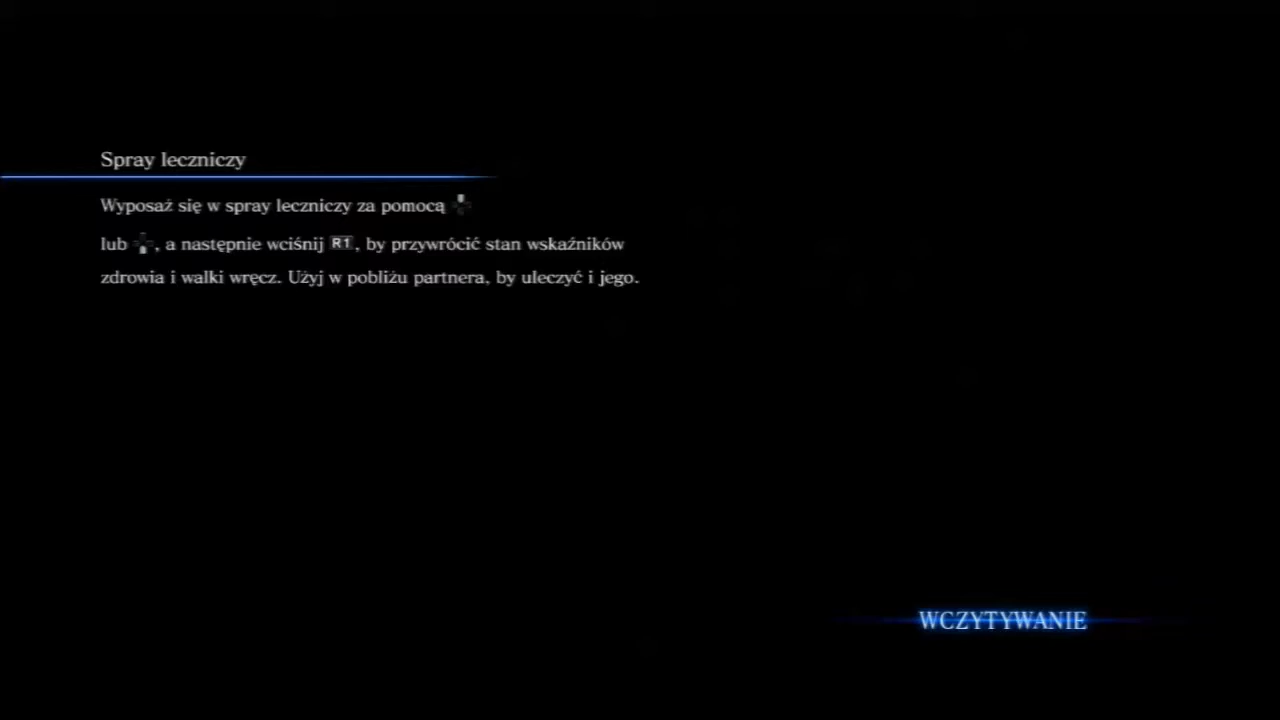 Spray leczniczy
Wyposaż się w spray leczniczy za pomocą
lub , a następnie wciśnij R1, by przywrócić stan wskaźników
zdrowia i walki wręcz. Użyj w pobliżu partnera, by uleczyć i jego.
WCZYTYWANIE